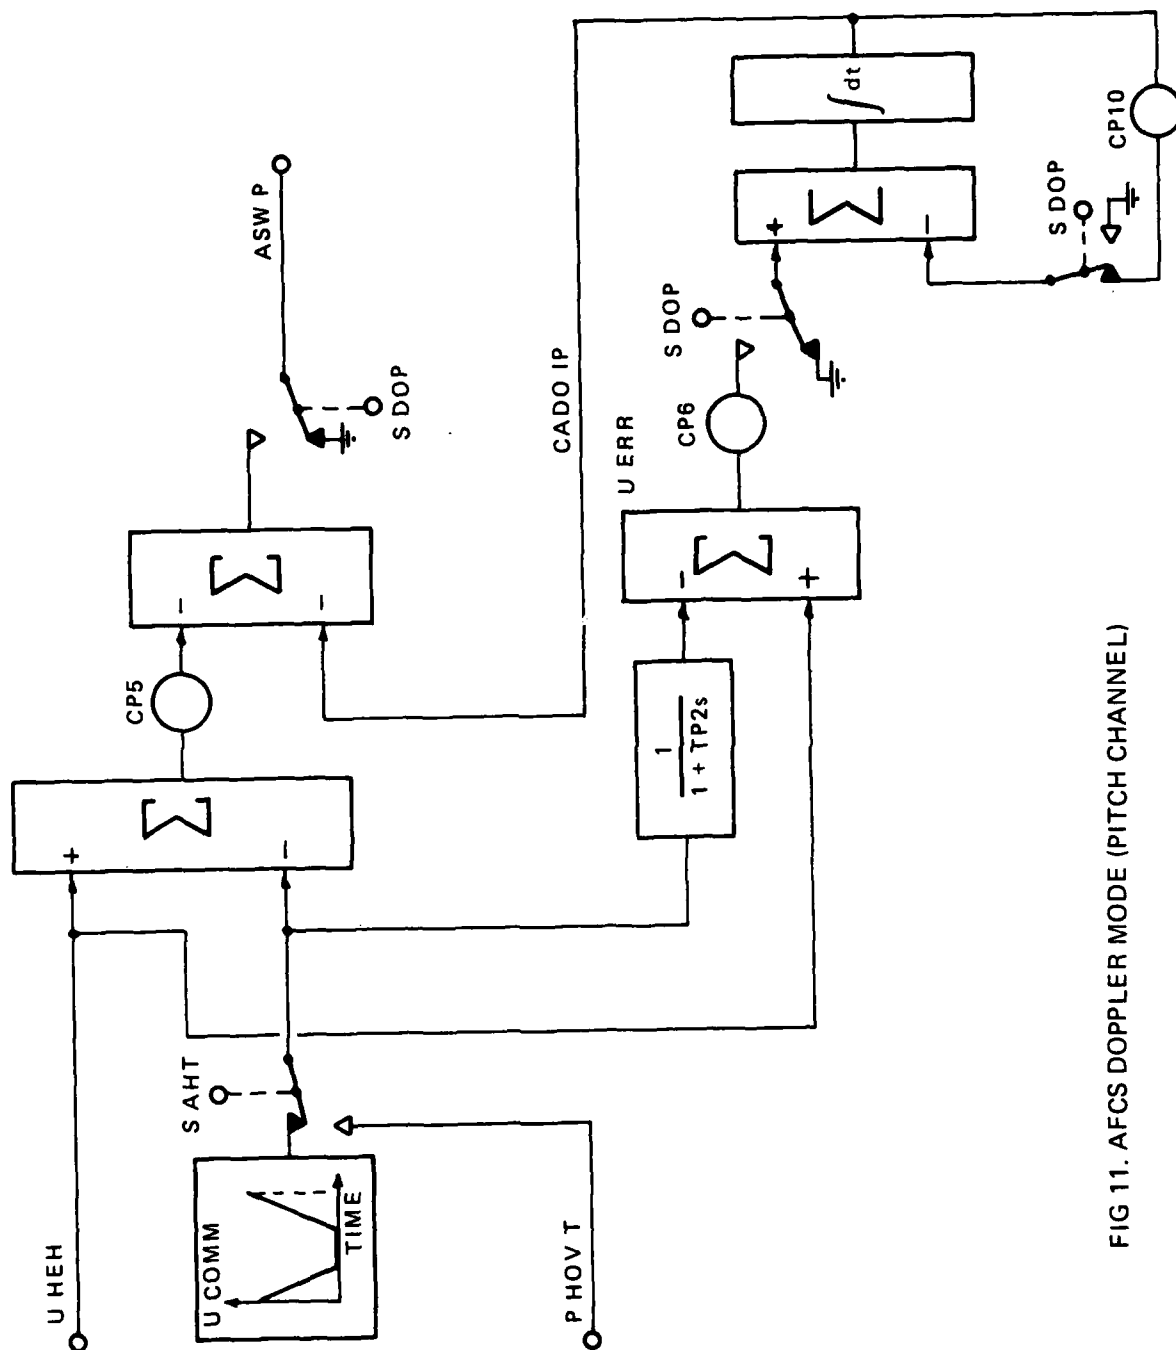 U HEH
U COMM
TIME
P HOV T
S AHT
+
−
Σ
CP5
−
−
Σ
S DOP
ASW P
CADO IP
1
1 + TP2s
−
+
Σ
U ERR
CP6
S DOP
+
−
Σ
∫ dt
S DOP
CP10
FIG 11. AFCS DOPPLER MODE (PITCH CHANNEL)